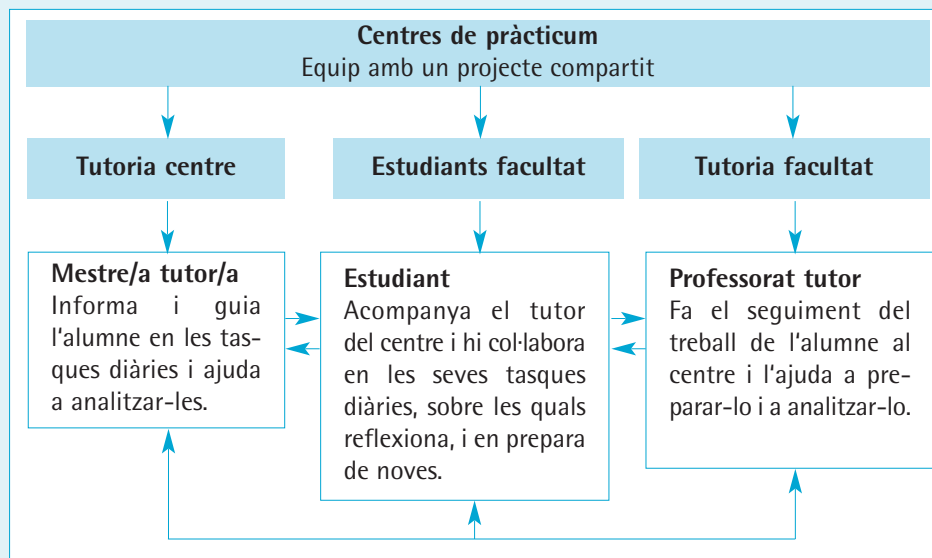 Centres de pràcticum
Equip amb un projecte compartit
Tutoria centre
Estudiants facultat
Tutoria facultat
Mestre/a tutor/a
Informa i guia
l'alumne en les tas-
ques diàries i ajuda
a analitzar-les.
Estudiant
Acompanya el tutor
del centre i hi col·labora
en les seves tasques
diàries, sobre les quals
reflexiona, i en prepara
de noves.
Professorat tutor
Fa el seguiment del
treball de l'alumne al
centre i l'ajuda a pre-
parar-lo i a analitzar-lo.